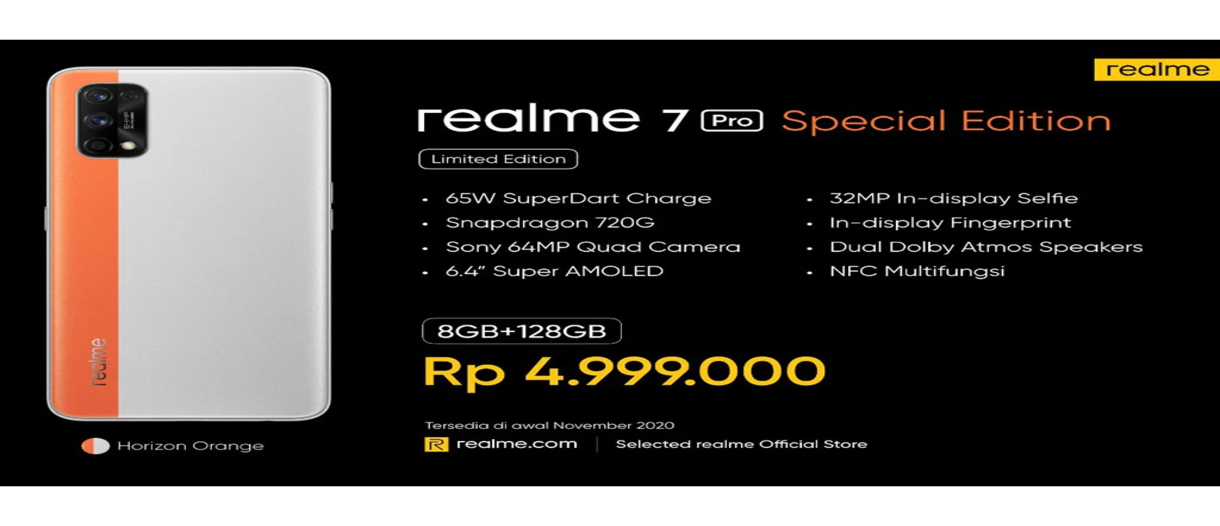 realme
realme 7 Pro Special Edition
Limited Edition
• 65W SuperDart Charge
• Snapdragon 720G
• Sony 64MP Quad Camera
• 6.4” Super AMOLED
• 32MP In-display Selfie
• In-display Fingerprint
• Dual Dolby Atmos Speakers
• NFC Multifungsi
8GB+128GB
Rp 4.999.000
Tersedia di awal November 2020
R realme.com | Selected realme Official Store
realme
Horizon Orange